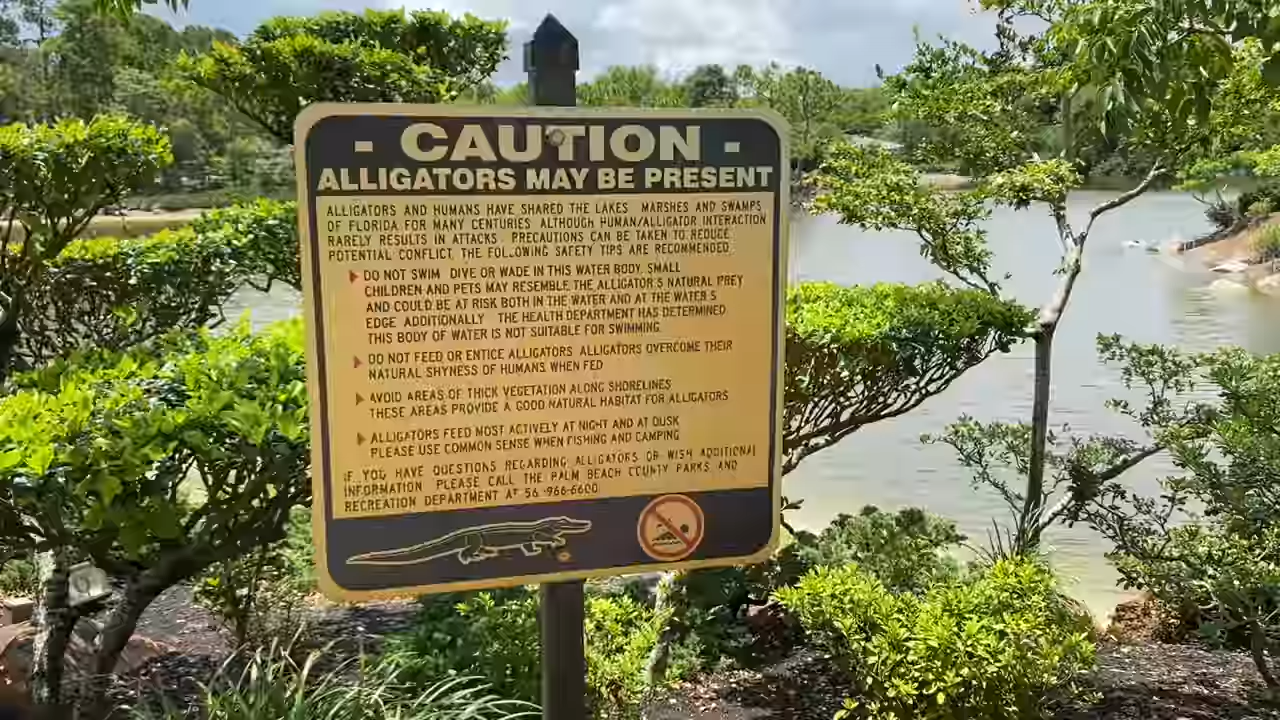 - CAUTION -
ALLIGATORS MAY BE PRESENT
ALLIGATORS AND HUMANS HAVE SHARED THE LAKES MARSHES AND SWAMPS
OF FLORIDA FOR MANY CENTURIES ALTHOUGH HUMAN/ALLIGATOR INTERACTION
RARELY RESULTS IN ATTACKS PRECAUTIONS CAN BE TAKEN TO REDUCE
POTENTIAL CONFLICT. THE FOLLOWING SAFETY TIPS ARE RECOMMENDED
DO NOT SWIM DIVE OR WADE IN THIS WATER BODY. SMALL
CHILDREN AND PETS MAY RESEMBLE THE ALLIGATOR'S NATURAL PREY
AND COULD BE AT RISK BOTH IN THE WATER AND AT THE WATER'S
EDGE ADDITIONALLY THE HEALTH DEPARTMENT HAS DETERMINED
THIS BODY OF WATER IS NOT SUITABLE FOR SWIMMING.
DO NOT FEED OR ENTICE ALLIGATORS ALLIGATORS OVERCOME THEIR
NATURAL SHYNESS OF HUMANS WHEN FED
AVOID AREAS OF THICK VEGETATION ALONG SHORELINES
THESE AREAS PROVIDE A GOOD NATURAL HABITAT FOR ALLIGATORS
ALLIGATORS FEED MOST ACTIVELY AT NIGHT AND AT DUSK
PLEASE USE COMMON SENSE WHEN FISHING AND CAMPING
IF YOU HAVE QUESTIONS REGARDING ALLIGATORS OR WISH ADDITIONAL
INFORMATION PLEASE CALL THE PALM BEACH COUNTY PARKS AND
RECREATION DEPARTMENT AT 56 -966-6600